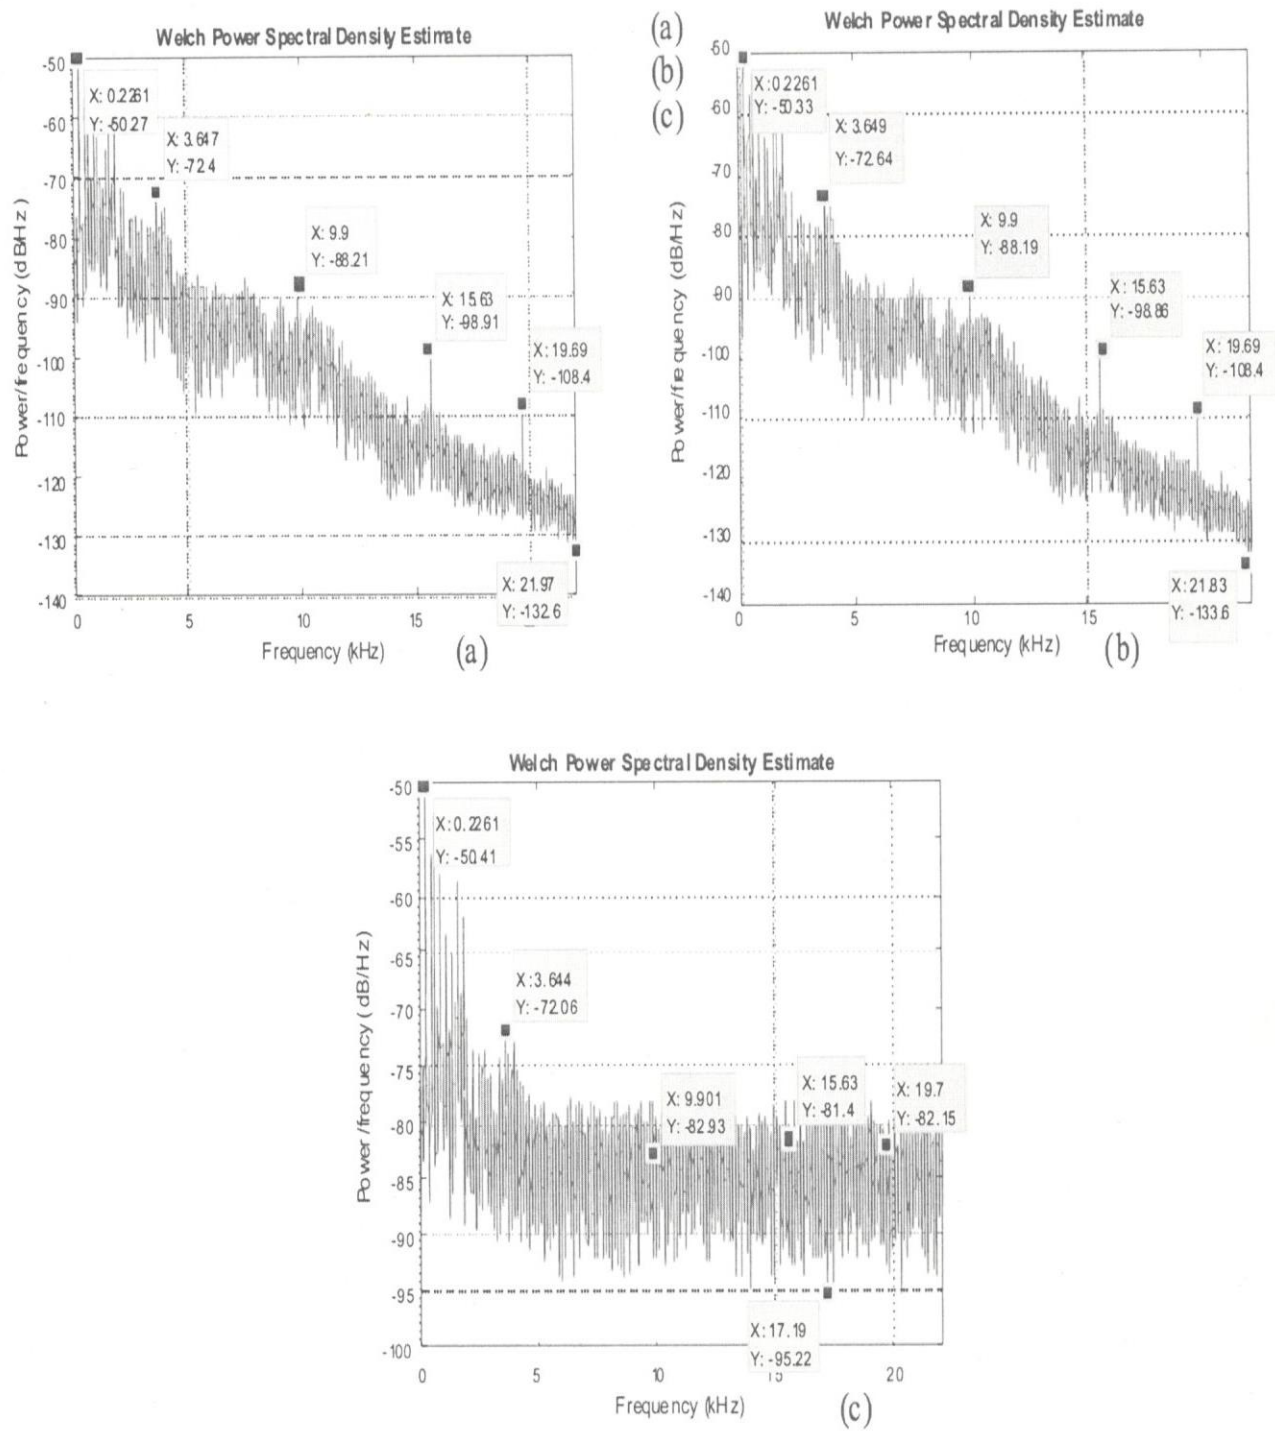 Welch Power Spectral Density Estimate
-50
-60
-70
-80
-90
-100
-110
-120
-130
-140
Power/frequency (dB/Hz)
X: 0.2261
Y: -50.27
X: 3.647
Y: -72.4
X: 9.9
Y: -88.21
X: 15.63
Y: -98.91
X: 19.69
Y: -108.4
X: 21.97
Y: -132.6
0 5 10 15
Frequency (kHz) (a)
(a)
(b)
(c)
Welch Power Spectral Density Estimate
-50
60
-70
80
-90
-100
-110
-120
-130
-140
Power/frequency (dB/Hz)
X: 0.2261
Y: -50.33
X: 3.649
Y: -72.64
X: 9.9
Y: -88.19
X: 15.63
Y: -98.86
X: 19.69
Y: -108.4
X: 21.83
Y: -133.6
0 5 10 15
Frequency (kHz) (b)
Welch Power Spectral Density Estimate
-50
-55
-60
-65
-70
-75
-80
-85
-90
-95
-100
Power/frequency (dB/Hz)
X: 0.2261
Y: -50.41
X: 3.644
Y: -72.06
X: 9.901
Y: -82.93
X: 15.63
Y: -81.4
X: 19.7
Y: -82.15
X: 17.19
Y: -95.22
0 5 10 15 20
Frequency (kHz) (c)